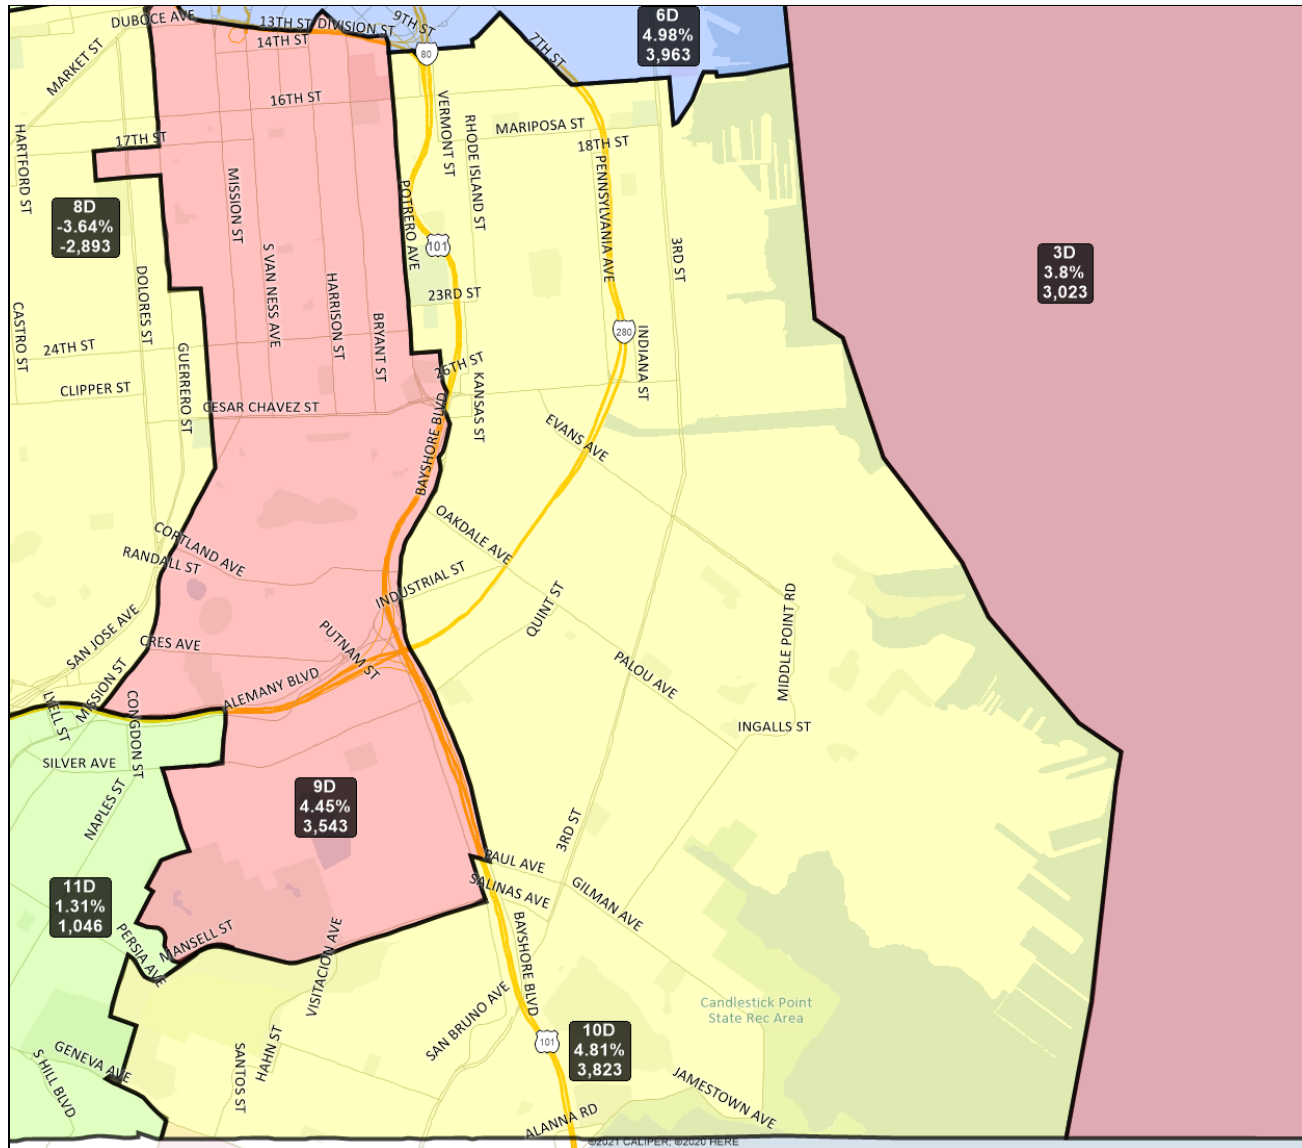 DUBOCE AVE
13TH ST
DIVISION ST
9TH ST
14TH ST
80
7TH ST
6D
4.98%
3,963
MARKET ST
16TH ST
HARTFORD ST
17TH ST
VERMONT ST
RHODE ISLAND ST
MARIPOSA ST
18TH ST
PENNSYLVANIA AVE
8D
-3.64%
-2,893
MISSION ST
POTRERO AVE
101
S VAN NESS AVE
3RD ST
3D
3.8%
3,023
DOLORES ST
HARRISON ST
23RD ST
CASTRO ST
BRYANT ST
280
INDIANA ST
24TH ST
GUERRERO ST
26TH ST
CLIPPER ST
KANSAS ST
CESAR CHAVEZ ST
BAYSHORE BLVD
EVANS AVE
OAKDALE AVE
CORTLAND AVE
RANDALL ST
INDUSTRIAL ST
QUINT ST
MIDDLE POINT RD
SAN JOSE AVE
CRES AVE
PUTNAM ST
PALOU AVE
MISSION ST
ALEMANY BLVD
LYELL ST
CONGDON ST
INGALLS ST
SILVER AVE
NAPLES ST
9D
4.45%
3,543
3RD ST
PAUL AVE
SALINAS AVE
GILMAN AVE
11D
1.31%
1,046
PERSIA AVE
MANSELL ST
VISITACION AVE
BAYSHORE BLVD
Candlestick Point
State Rec Area
SAN BRUNO AVE
10D
4.81%
3,823
101
HAHN ST
GENEVA AVE
S HILL BLVD
SANTOS ST
JAMESTOWN AVE
ALANNA RD
©2021 CALIPER; ©2020 HERE